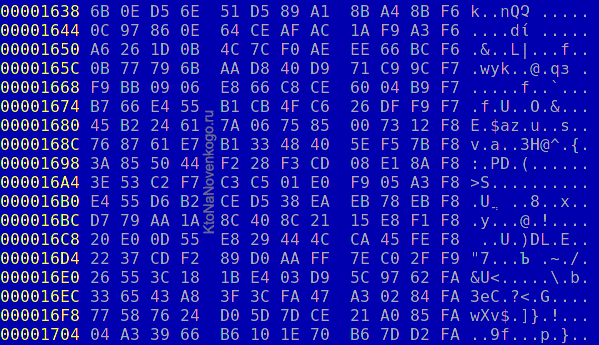 00001638 6B 0E D5 6E 51 D5 89 A1 8B A4 8B F6 k..nQՉ .....
00001644 0C 97 86 0E 64 CE AF AC 1A F9 A3 F6 ....dί .....
00001650 A6 26 1D 0B 4C 7C F0 AE EE 66 BC F6 .&..L|...f..
0000165C 0B 77 79 6B AA D8 40 D9 71 C9 9C F7 .wyk..@.qɜ.
00001668 F9 BB 09 06 E8 66 C8 CE 60 04 B9 F7 .....f..`...
00001674 B7 66 E4 55 B1 CB 4F C6 26 DF F9 F7 .f.U..O.&...
00001680 45 B2 24 61 7A 06 75 85 00 73 12 F8 E.$az.u..s..
0000168C 76 87 61 E7 B1 33 48 40 5E F5 7B F8 v.a..3H@^.{.
00001698 3A 85 50 44 F2 28 F3 CD 08 E1 8A F8 :.PD.(......
000016A4 3E 53 C2 F7 C3 C5 01 E0 F9 05 A3 F8 >S..........
000016B0 E4 55 D6 B2 CE D5 38 EA EB 78 EB F8 .Uֲ..8..x..
000016BC D7 79 AA 1A 8C 40 8C 21 15 E8 F1 F8 .y...@.!....
000016C8 20 E0 0D 55 E8 29 44 4C CA 45 FE F8 ..U.)DL.E..
000016D4 22 37 CD F2 89 D0 AA FF 7E C0 2F F9 "7...Ъ.~./.
000016E0 26 55 3C 18 1B E4 03 D9 5C 97 62 FA &U<.....\.b.
000016EC 33 65 43 A8 3F 3C FA 47 A3 02 84 FA 3eC.?<.G....
000016F8 77 58 76 24 D0 5D 7D CE 21 A0 85 FA wXv$.]}.!...
00001704 04 A3 39 66 B6 10 1E 70 B6 7D D2 FA ..9f...p.}..
KtoNaNovenkogo.ru